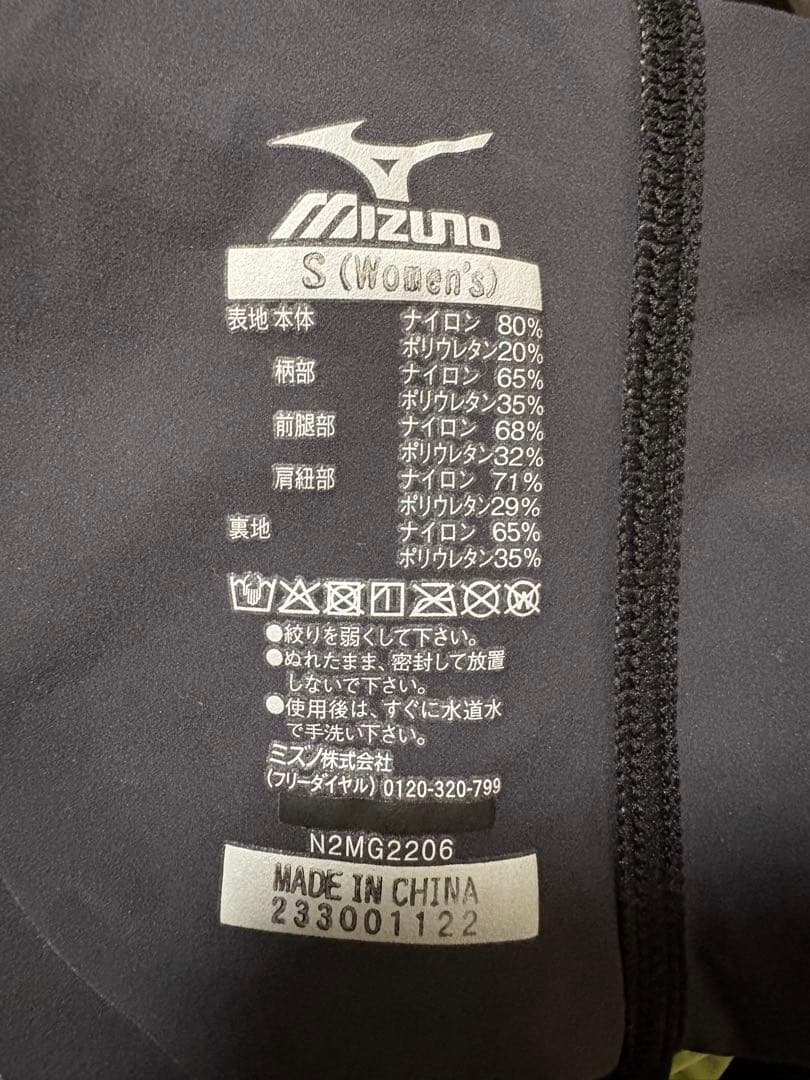 MIZUNO
S (Women's)
表地 本体 ナイロン 80%
ポリウレタン20%
柄部 ナイロン 65%
ポリウレタン35%
前腿部 ナイロン 68%
ポリウレタン32%
肩紐部 ナイロン 71%
ポリウレタン29%
裏地 ナイロン 65%
ポリウレタン35%
●絞りを弱くして下さい。
●ぬれたまま、密封して放置
しないで下さい。
●使用後は、すぐに水道水
で手洗い下さい。
ミズノ株式会社
(フリーダイヤル) 0120-320-799
N2MG2206
MADE IN CHINA
233001122